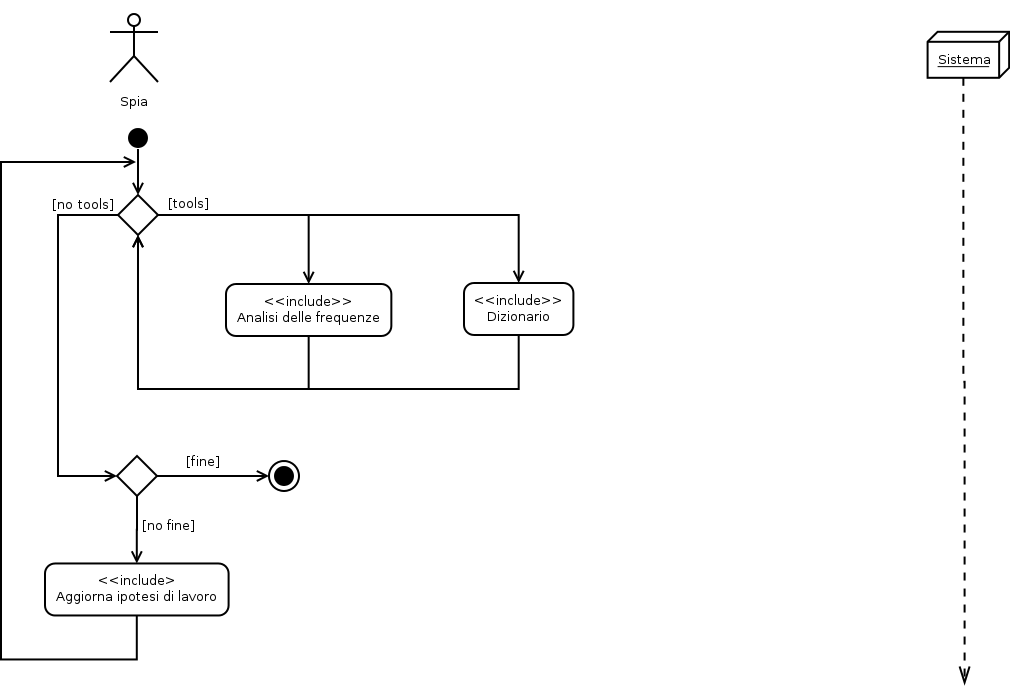 Sistema
Spia
[no tools]
[tools]
<<include>>
Analisi delle frequenze
<<include>>
Dizionario
[fine]
[no fine]
<<include>
Aggiorna ipotesi di lavoro